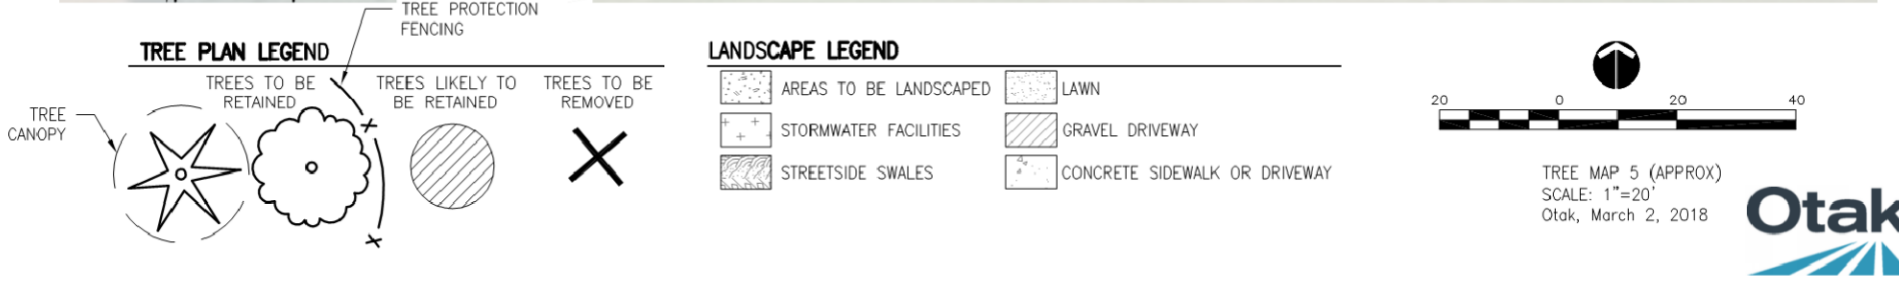 TREE PROTECTION
FENCING
TREE PLAN LEGEND
TREES TO BE
RETAINED
TREES LIKELY TO
BE RETAINED
TREES TO BE
REMOVED
TREE
CANOPY
LANDSCAPE LEGEND
AREAS TO BE LANDSCAPED
LAWN
STORMWATER FACILITIES
GRAVEL DRIVEWAY
STREETSIDE SWALES
CONCRETE SIDEWALK OR DRIVEWAY
20 0 20 40
TREE MAP 5 (APPROX)
SCALE: 1"=20'
Otak, March 2, 2018
Otak